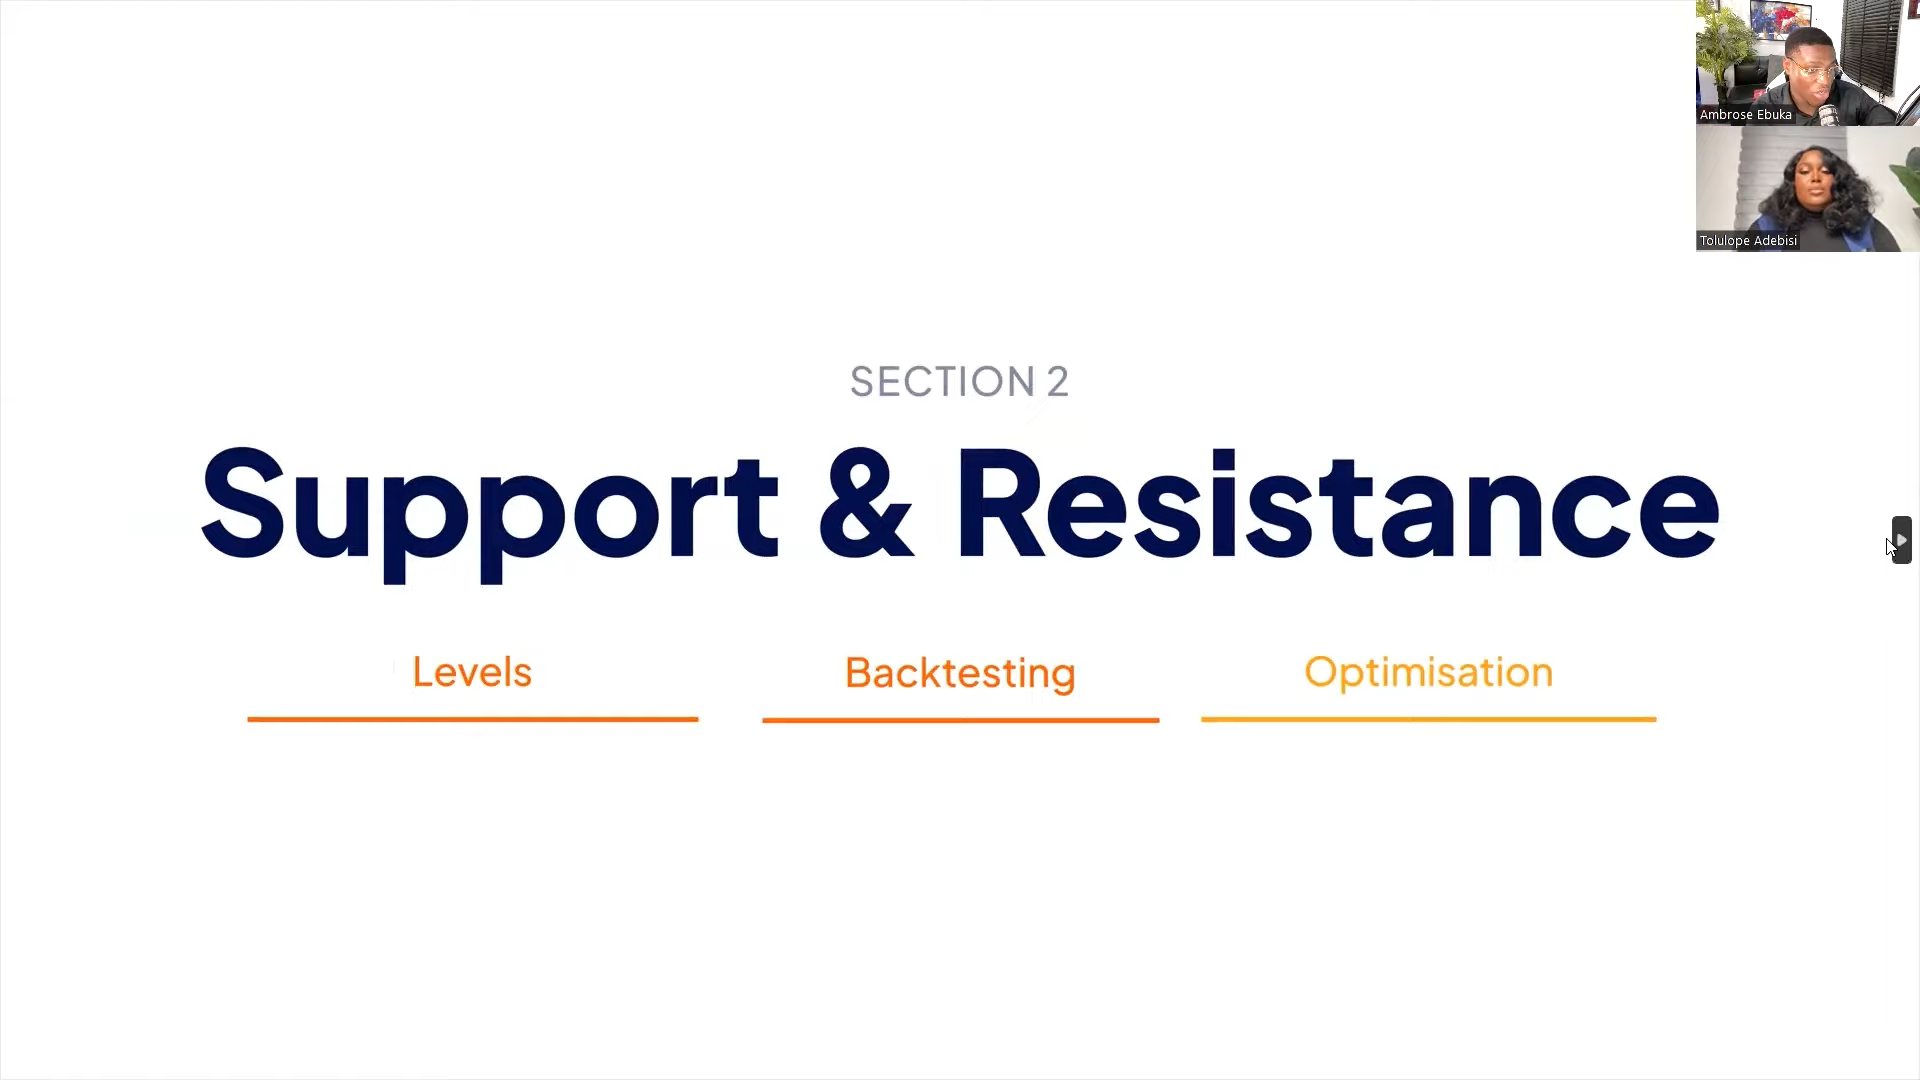 Ambrose Ebuka
Tolulope Adebisi
SECTION 2
Support & Resistance
Levels
Backtesting
Optimisation